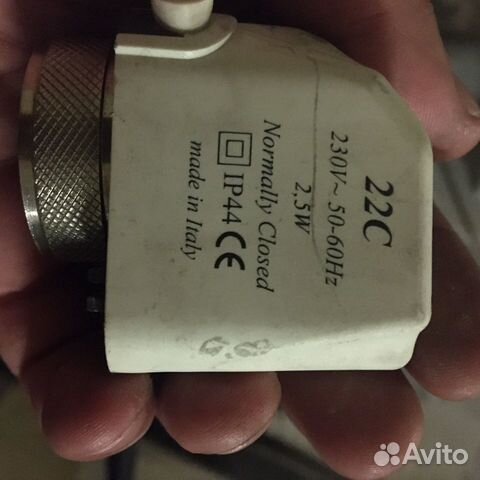 22C
230V~ 50-60Hz
2,5W
Normally Closed
IP44 CE
made in Italy
Avito